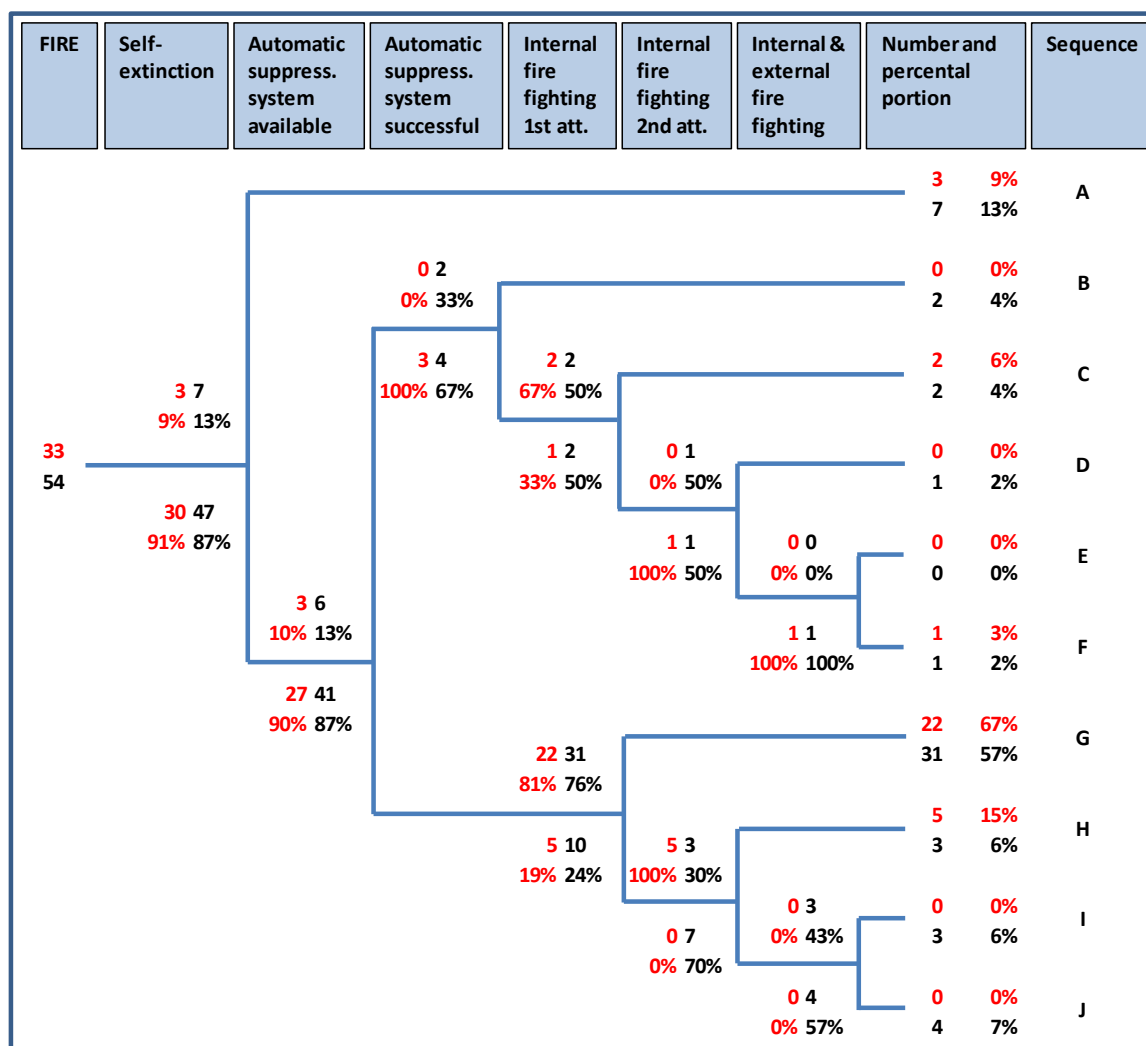 FIRE
Self-
extinction
Automatic
suppress.
system
available
Automatic
suppress.
system
successful
Internal
fire
fighting
1st att.
Internal
fire
fighting
2nd att.
Internal &
external
fire
fighting
Number and
percental
portion
Sequence
3 9%
7 13%
A
0 2
0% 33%
0 0%
2 4%
B
3 4
100% 67%
2 2
67% 50%
2 6%
2 4%
C
3 7
9% 13%
33
54
1 2
33% 50%
0 1
0% 50%
0 0%
1 2%
D
30 47
91% 87%
1 1
100% 50%
0 0
0% 0%
0 0%
0 0%
E
3 6
10% 13%
1 1
100% 100%
1 3%
1 2%
F
27 41
90% 87%
22 31
81% 76%
22 67%
31 57%
G
5 10
19% 24%
5 3
100% 30%
5 15%
3 6%
H
0 7
0% 70%
0 3
0% 43%
0 0%
3 6%
I
0 4
0% 57%
0 0%
4 7%
J